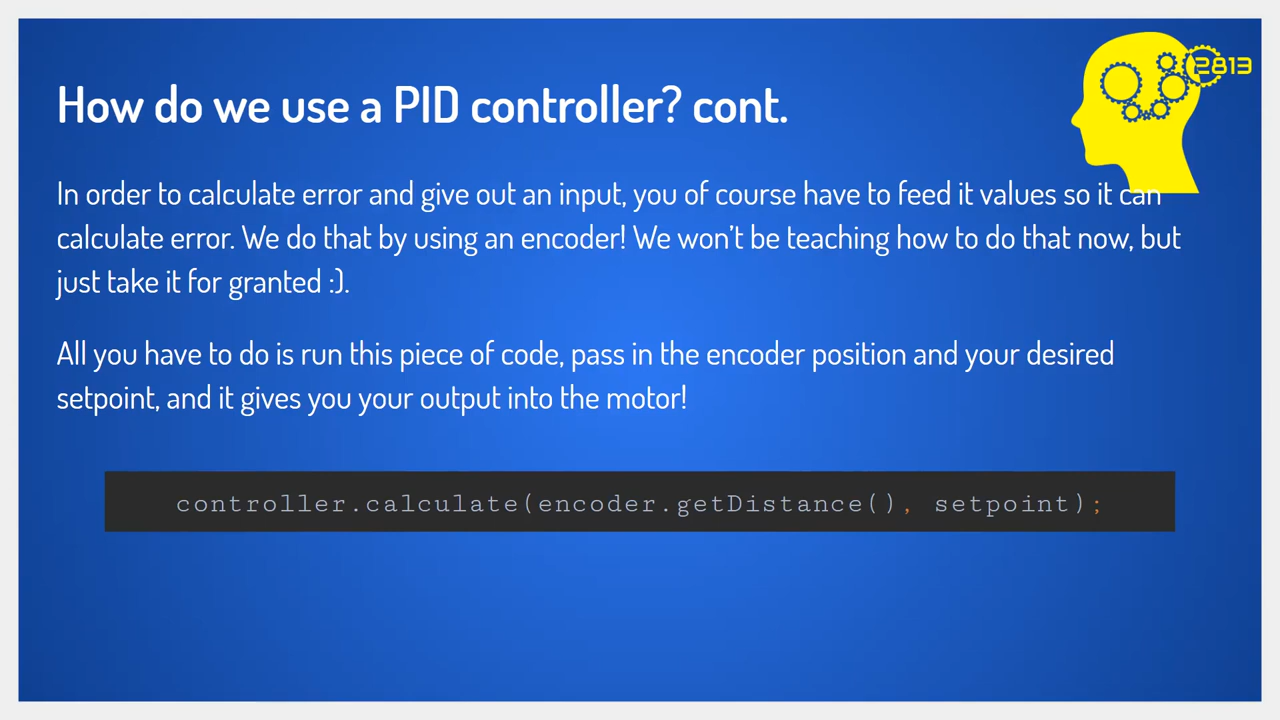 2813
How do we use a PID controller? cont.
In order to calculate error and give out an input, you of course have to feed it values so it can
calculate error. We do that by using an encoder! We won't be teaching how to do that now, but
just take it for granted :).
All you have to do is run this piece of code, pass in the encoder position and your desired
setpoint, and it gives you your output into the motor!
controller.calculate(encoder.getDistance(), setpoint);